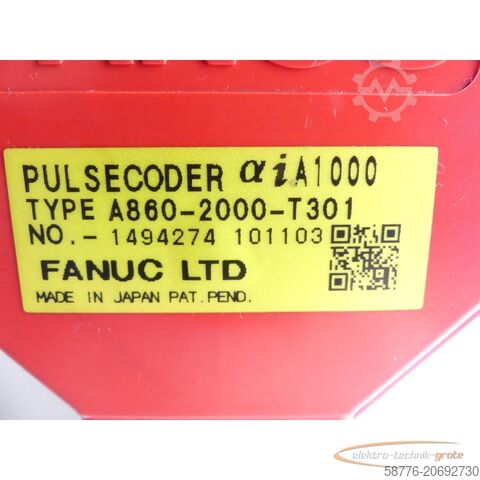 PULSECODER αiA1000
TYPE A860-2000-T301
NO.- 1494274 101103
FANUC LTD
MADE IN JAPAN PAT.PEND.
elektro-technik-grote
58776-20692730